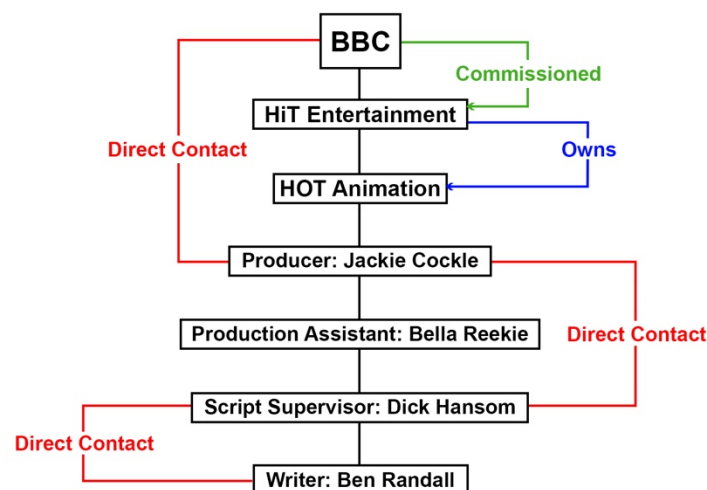 BBC
Commissioned
HiT Entertainment
Direct Contact
Owns
HOT Animation
Producer: Jackie Cockle
Production Assistant: Bella Reekie
Direct Contact
Script Supervisor: Dick Hansom
Direct Contact
Writer: Ben Randall